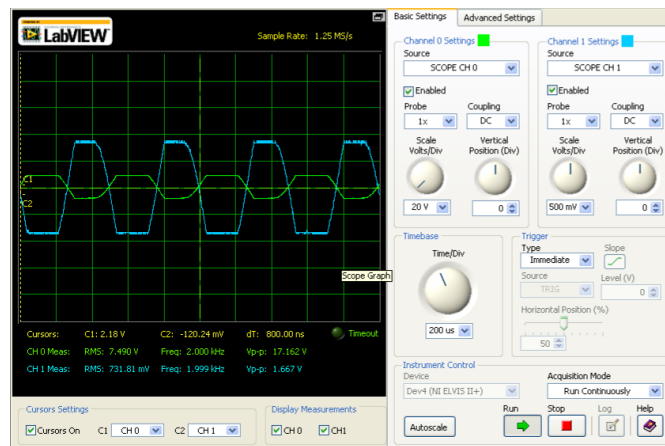 POWERED BY
LabVIEW
Sample Rate: 1.25 MS/s
C1
C2
Scope Graph
Cursors: C1: 2.18 V C2: -120.24 mV dT: 800.00 ns Timeout
CH 0 Meas: RMS: 7.490 V Freq: 2.000 kHz Vp-p: 17.162 V
CH 1 Meas: RMS: 731.81 mV Freq: 1.999 kHz Vp-p: 1.667 V
Cursors Settings
Cursors On C1 CH 0 C2 CH 1
Display Measurements
CH 0 CH1
Basic Settings Advanced Settings
Channel 0 Settings
Source
SCOPE CH 0
Enabled
Probe Coupling
1x DC
Scale Vertical
Volts/Div Position (Div)
20 V 0
Channel 1 Settings
Source
SCOPE CH 1
Enabled
Probe Coupling
1x DC
Scale Vertical
Volts/Div Position (Div)
500 mV 0
Timebase
Time/Div
200 us
Trigger
Type Slope
Immediate
Source Level (V)
TRIG 0
Horizontal Position (%)
50
Instrument Control
Device Acquisition Mode
Dev4 (NI ELVIS II+) Run Continuously
Run Stop Log Help
Autoscale